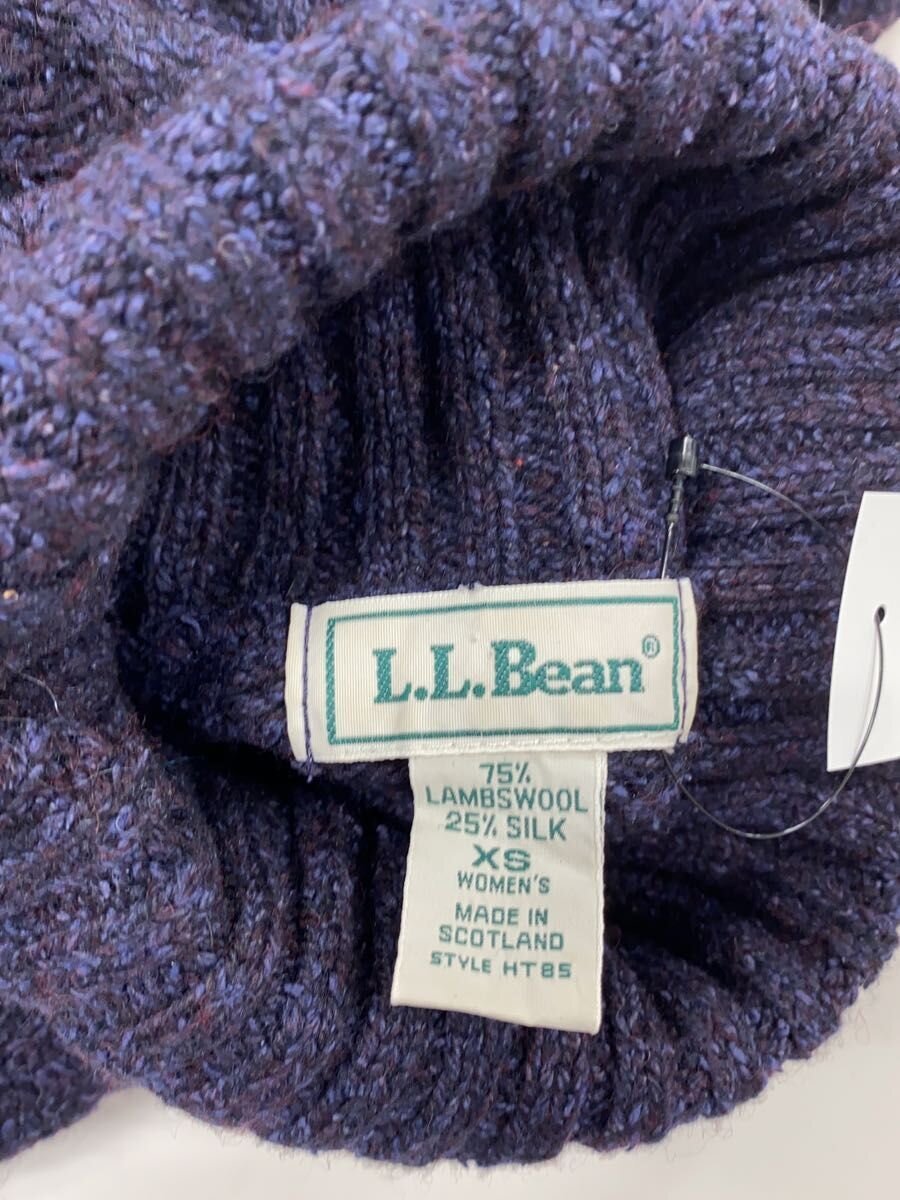 L.L.Bean®
75%
LAMBSWOOL
25% SILK
XS
WOMEN'S
MADE IN
SCOTLAND
STYLE HT85